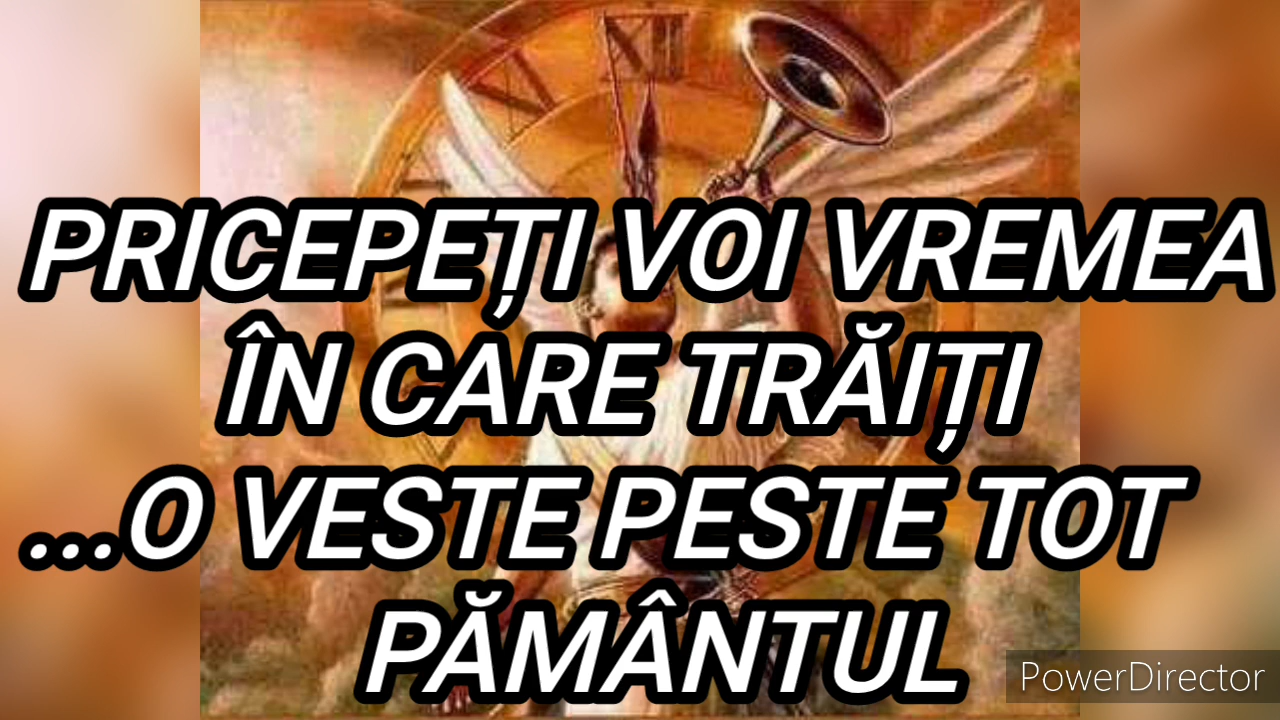 PRICEPEȚI VOI VREMEA
ÎN CARE TRĂIȚI
...O VESTE PESTE TOT
PĂMÂNTUL
PowerDirector